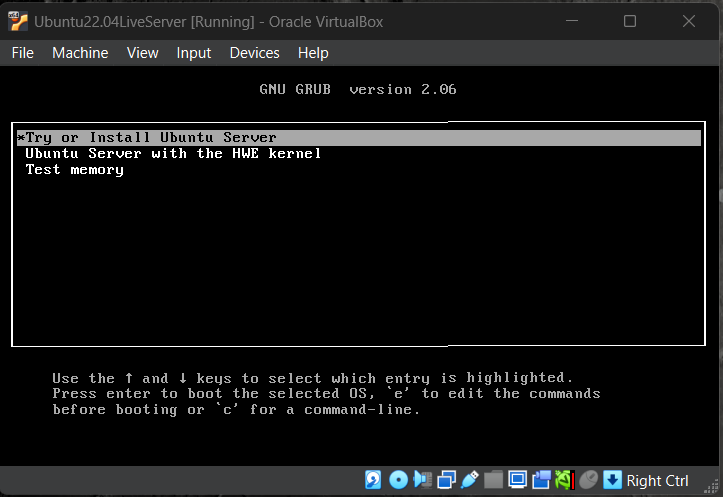 Ubuntu22.04LiveServer [Running] - Oracle VirtualBox
File Machine View Input Devices Help
GNU GRUB version 2.06
*Try or Install Ubuntu Server
Ubuntu Server with the HWE kernel
Test memory
Use the ↑ and ↓ keys to select which entry is highlighted.
Press enter to boot the selected OS, `e' to edit the commands
before booting or `c' for a command-line.
Right Ctrl